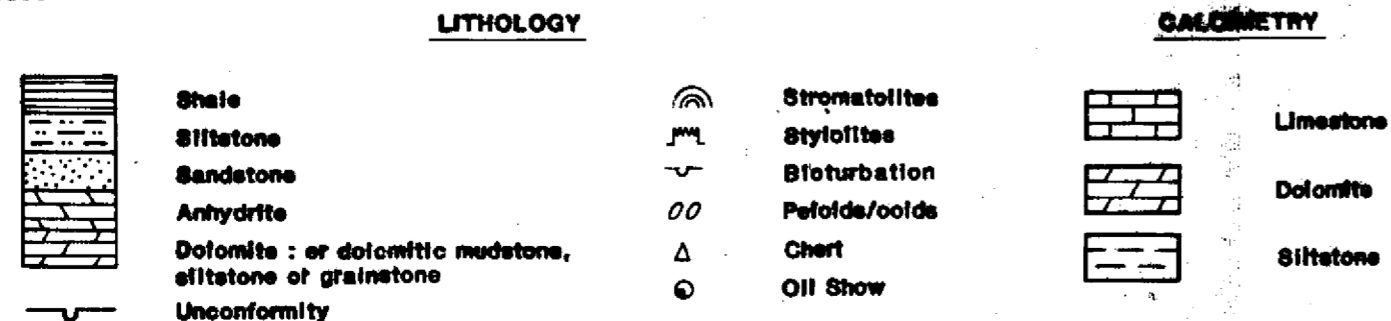 LITHOLOGY
Shale
Siltstone
Sandstone
Anhydrite
Dolomite : or dolomitic mudstone,
siltstone or grainstone
Unconformity
Stromatolites
Stylolites
Bioturbation
Peloids/ooids
Chert
Oil Show
CALCIMETRY
Limestone
Dolomite
Siltstone